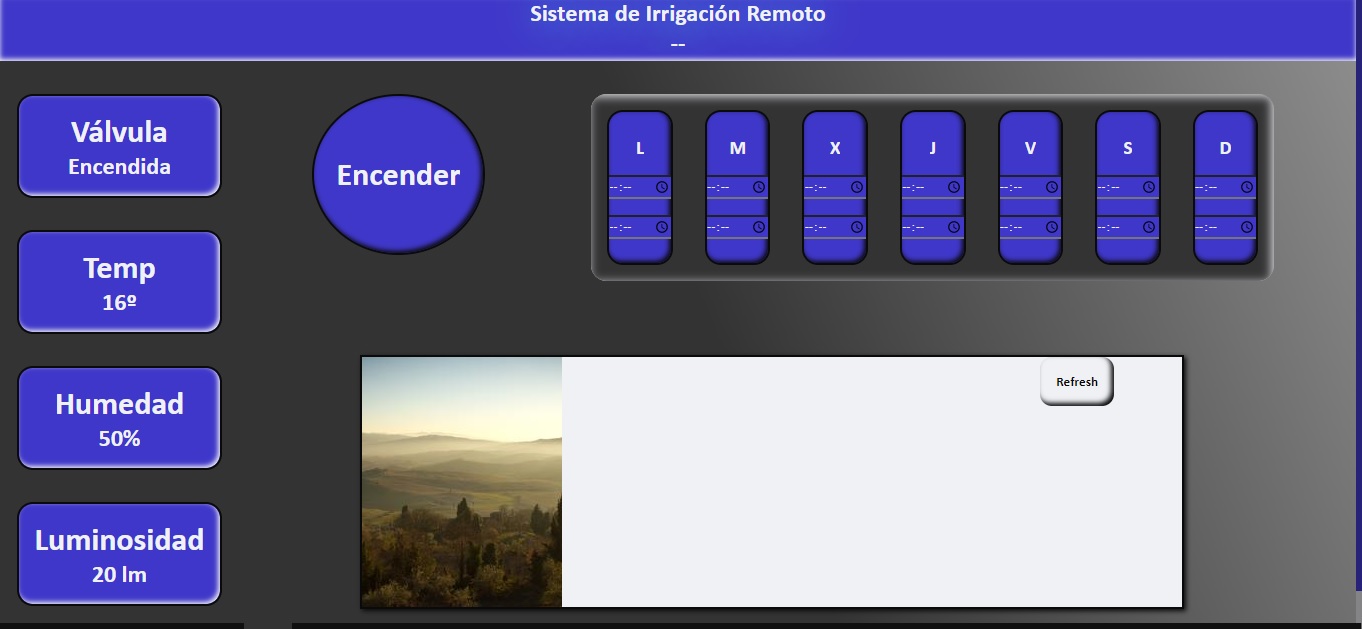 Sistema de Irrigación Remoto
--
Válvula
Encendida
Temp
16º
Humedad
50%
Luminosidad
20 lm
Encender
L M X J V S D
--:-- --:-- --:-- --:-- --:-- --:-- --:--
--:-- --:-- --:-- --:-- --:-- --:-- --:--
Refresh